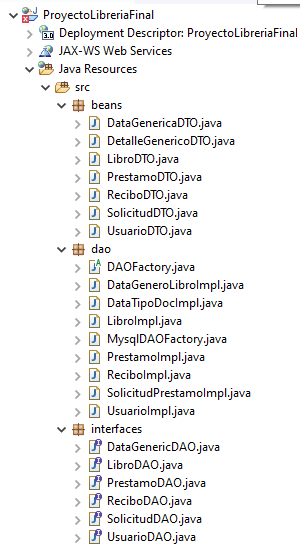 ProyectoLibreriaFinal
Deployment Descriptor: ProyectoLibreriaFinal
JAX-WS Web Services
Java Resources
src
beans
DataGenericaDTO.java
DetalleGenericoDTO.java
LibroDTO.java
PrestamoDTO.java
ReciboDTO.java
SolicitudDTO.java
UsuarioDTO.java
dao
DAOFactory.java
DataGeneroLibroImpl.java
DataTipoDocImpl.java
LibroImpl.java
MysqlDAOFactory.java
PrestamoImpl.java
ReciboImpl.java
SolicitudPrestamoImpl.java
UsuarioImpl.java
interfaces
DataGenericDAO.java
LibroDAO.java
PrestamoDAO.java
ReciboDAO.java
SolicitudDAO.java
UsuarioDAO.java